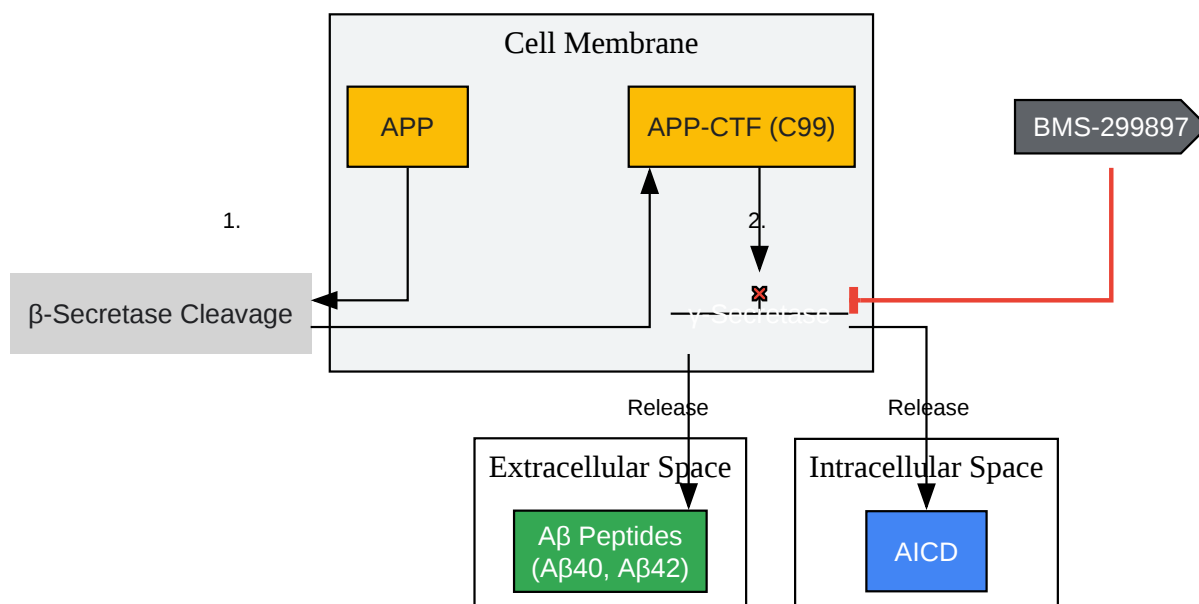 Cell Membrane
APP
APP-CTF (C99)
BMS-299897
1.
2.
β-Secretase Cleavage
γ-Secretase
Release
Release
Extracellular Space
Intracellular Space
Aβ Peptides
(Aβ40, Aβ42)
AICD